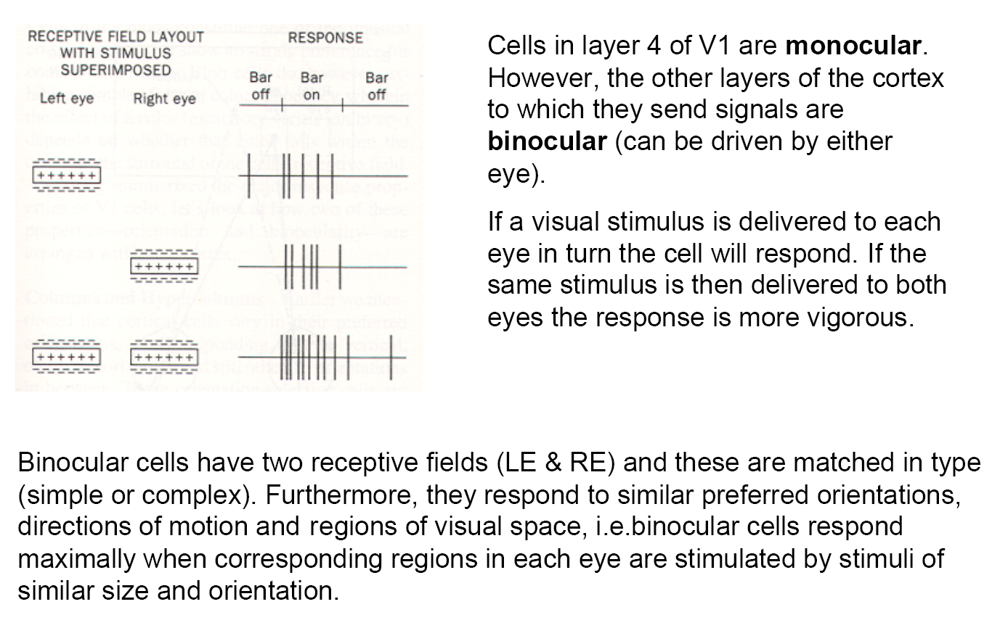 RECEPTIVE FIELD LAYOUT
WITH STIMULUS
SUPERIMPOSED
Left eye Right eye
RESPONSE
Bar off Bar on Bar off
++++++
++++++
++++++ ++++++
Cells in layer 4 of V1 are monocular.
However, the other layers of the cortex
to which they send signals are
binocular (can be driven by either
eye).
If a visual stimulus is delivered to each
eye in turn the cell will respond. If the
same stimulus is then delivered to both
eyes the response is more vigorous.
Binocular cells have two receptive fields (LE & RE) and these are matched in type
(simple or complex). Furthermore, they respond to similar preferred orientations,
directions of motion and regions of visual space, i.e.binocular cells respond
maximally when corresponding regions in each eye are stimulated by stimuli of
similar size and orientation.